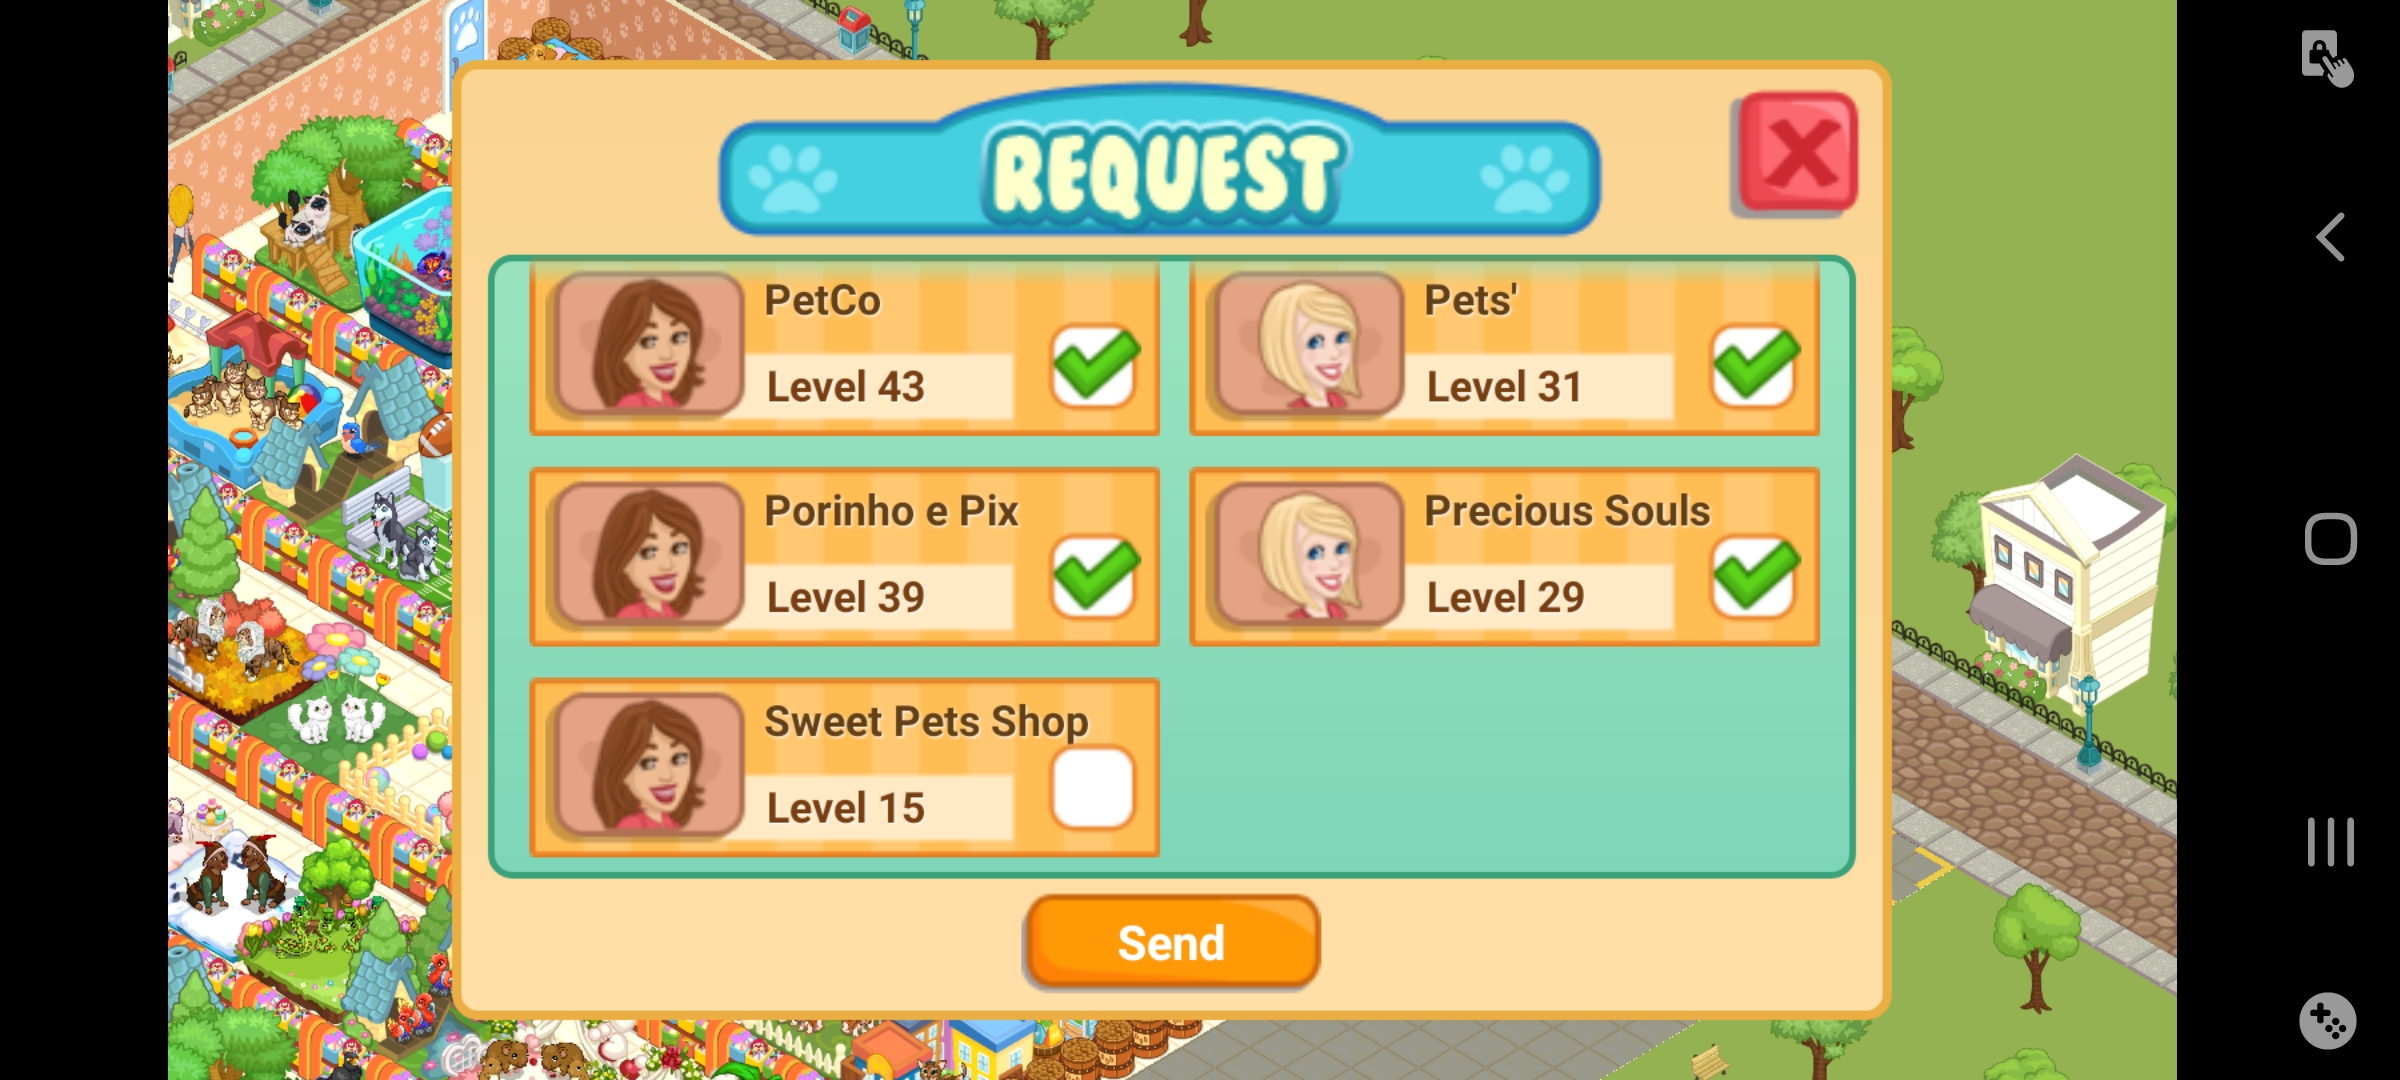 REQUEST
PetCo
Level 43
Pets'
Level 31
Porinho e Pix
Level 39
Precious Souls
Level 29
Sweet Pets Shop
Level 15
Send